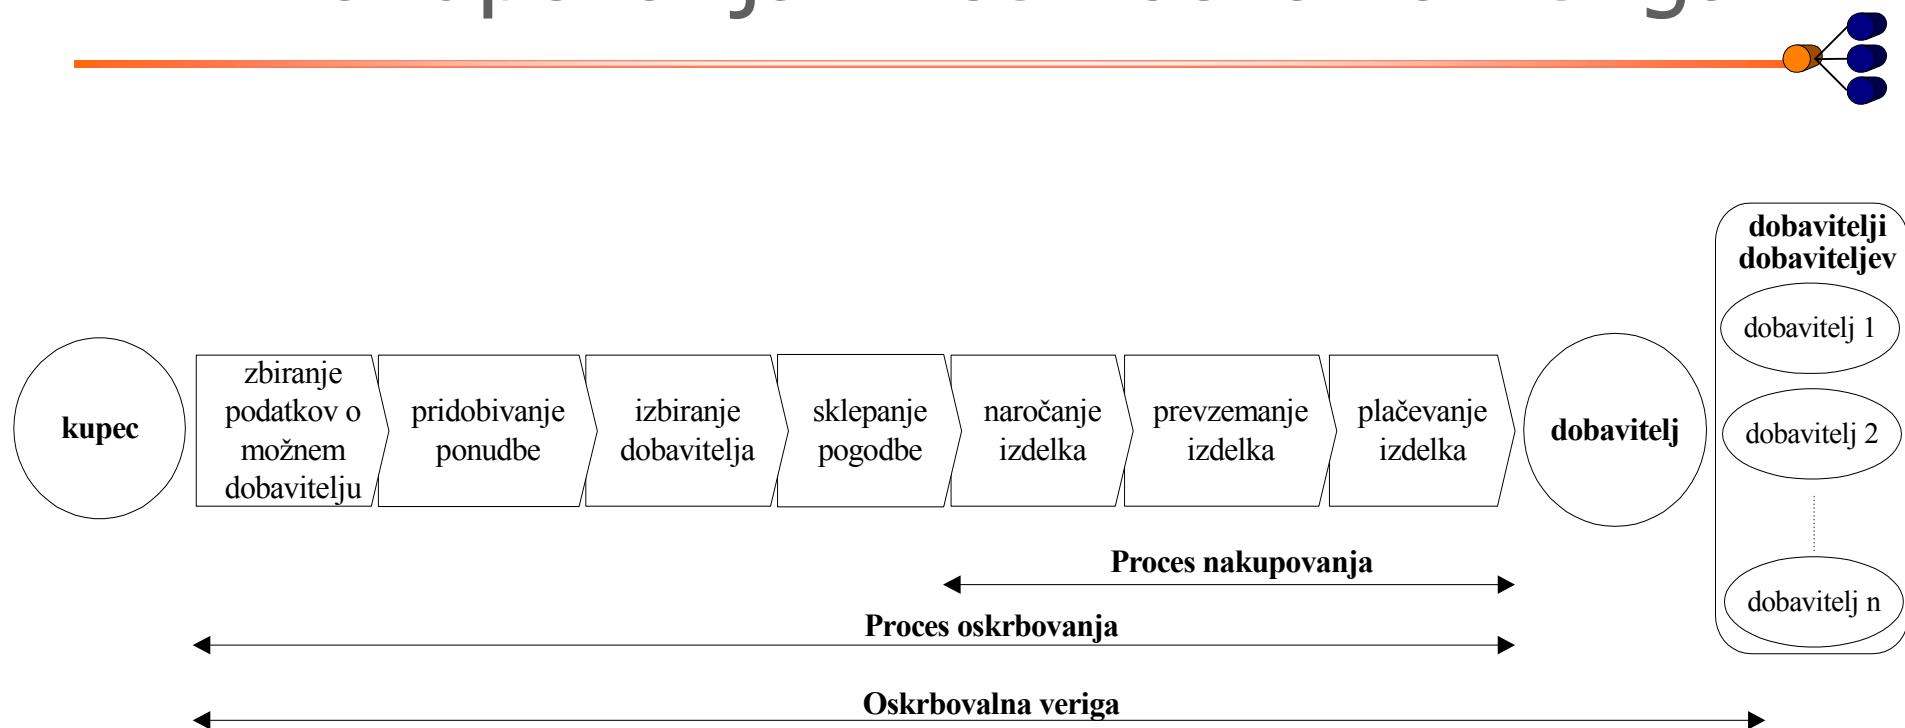 kupec
zbiranje
podatkov o
možnem
dobavitelju
pridobivanje
ponudbe
izbiranje
dobavitelja
sklepanje
pogodbe
naročanje
izdelka
prevzemanje
izdelka
plačevanje
izdelka
dobavitelj
dobavitelji
dobaviteljev
dobavitelj 1
dobavitelj 2
dobavitelj n
Proces nakupovanja
Proces oskrbovanja
Oskrbovalna veriga